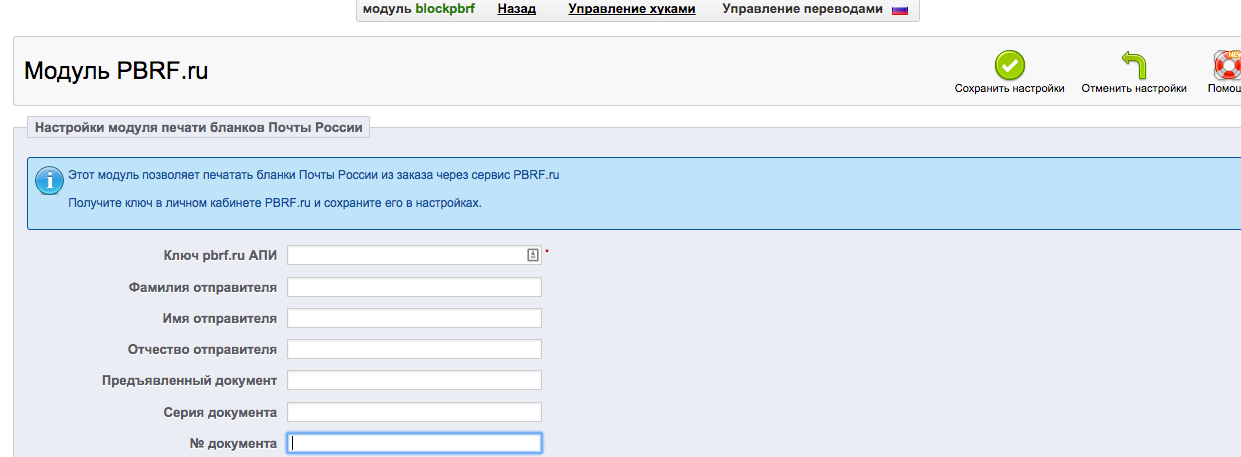 модуль blockpbrf Назад Управление хуками Управление переводами
Модуль PBRF.ru
Сохранить настройки Отменить настройки
Настройки модуля печати бланков Почты России
Этот модуль позволяет печатать бланки Почты России из заказа через сервис PBRF.ru
Получите ключ в личном кабинете PBRF.ru и сохраните его в настройках.
Ключ pbrf.ru АПИ *
Фамилия отправителя
Имя отправителя
Отчество отправителя
Предъявленный документ
Серия документа
№ документа